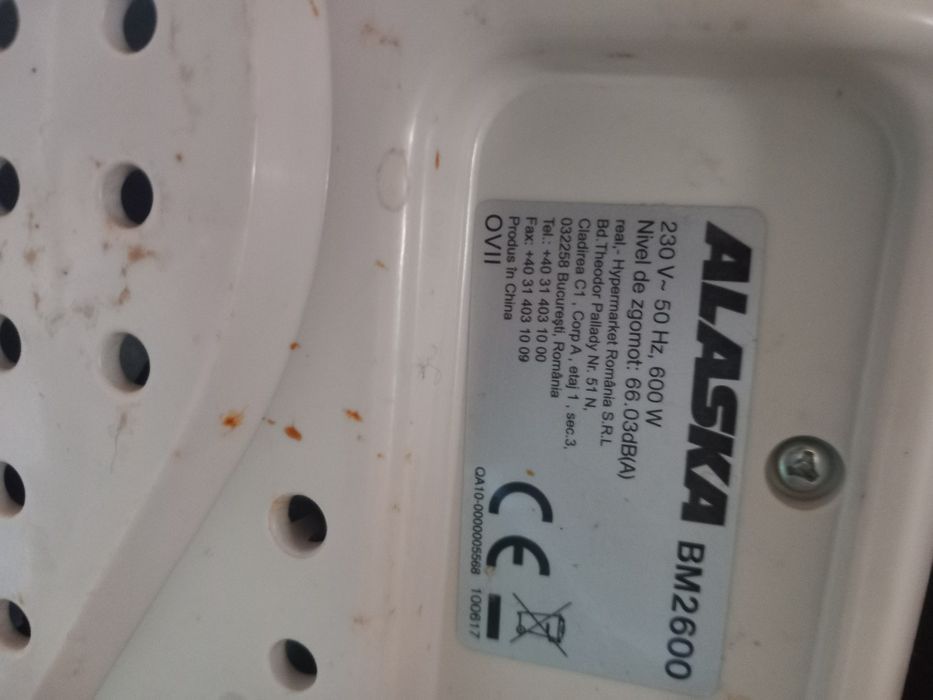 ALASKA BM2600
230 V~ 50 Hz, 600 W
Nivel de zgomot: 66.03dB(A)
real,- Hypermarket România S.R.L
Bd.Theodor Pallady Nr. 51 N,
Cladirea C1 , Corp A , etaj 1 , sec.3,
032258 Bucureşti, România
Tel.: +40 31 403 10 00
Fax: +40 31 403 10 09
Produs în China
OVII
CE
QA10-0000005568 100617